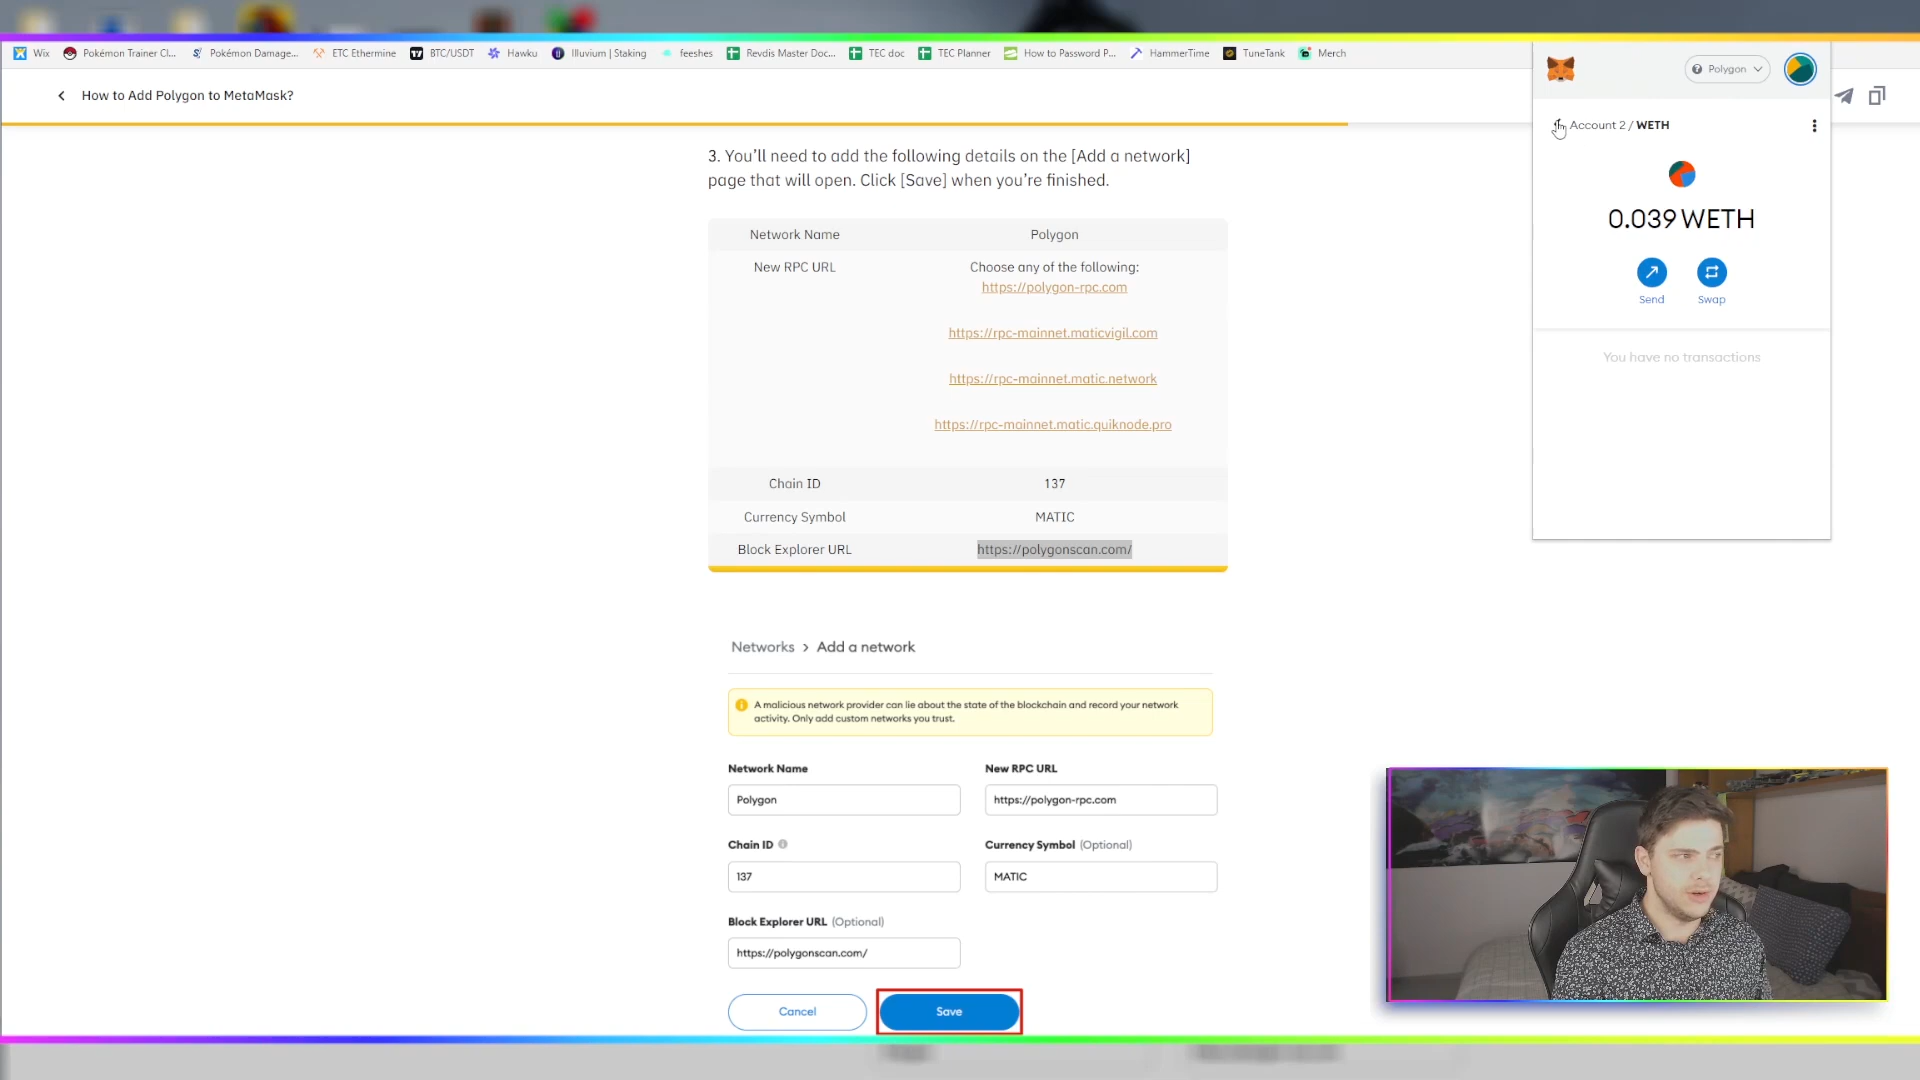 Wix
Pokémon Trainer Cl...
Pokémon Damage...
ETC Ethermine
BTC/USDT
Hawku
Illuvium | Staking
feeshes
Revdis Master Doc...
TEC doc
TEC Planner
How to Password P...
HammerTime
TuneTank
Merch
How to Add Polygon to MetaMask?
3. You’ll need to add the following details on the [Add a network]
page that will open. Click [Save] when you’re finished.
Network Name Polygon
New RPC URL Choose any of the following:
https://polygon-rpc.com
https://rpc-mainnet.maticvigil.com
https://rpc-mainnet.matic.network
https://rpc-mainnet.matic.quiknode.pro
Chain ID 137
Currency Symbol MATIC
Block Explorer URL https://polygonscan.com/
Networks > Add a network
A malicious network provider can lie about the state of the blockchain and record your network
activity. Only add custom networks you trust.
Network Name New RPC URL
Polygon https://polygon-rpc.com
Chain ID Currency Symbol (Optional)
137 MATIC
Block Explorer URL (Optional)
https://polygonscan.com/
Cancel Save
Polygon
Account 2 / WETH
0.039 WETH
Send Swap
You have no transactions